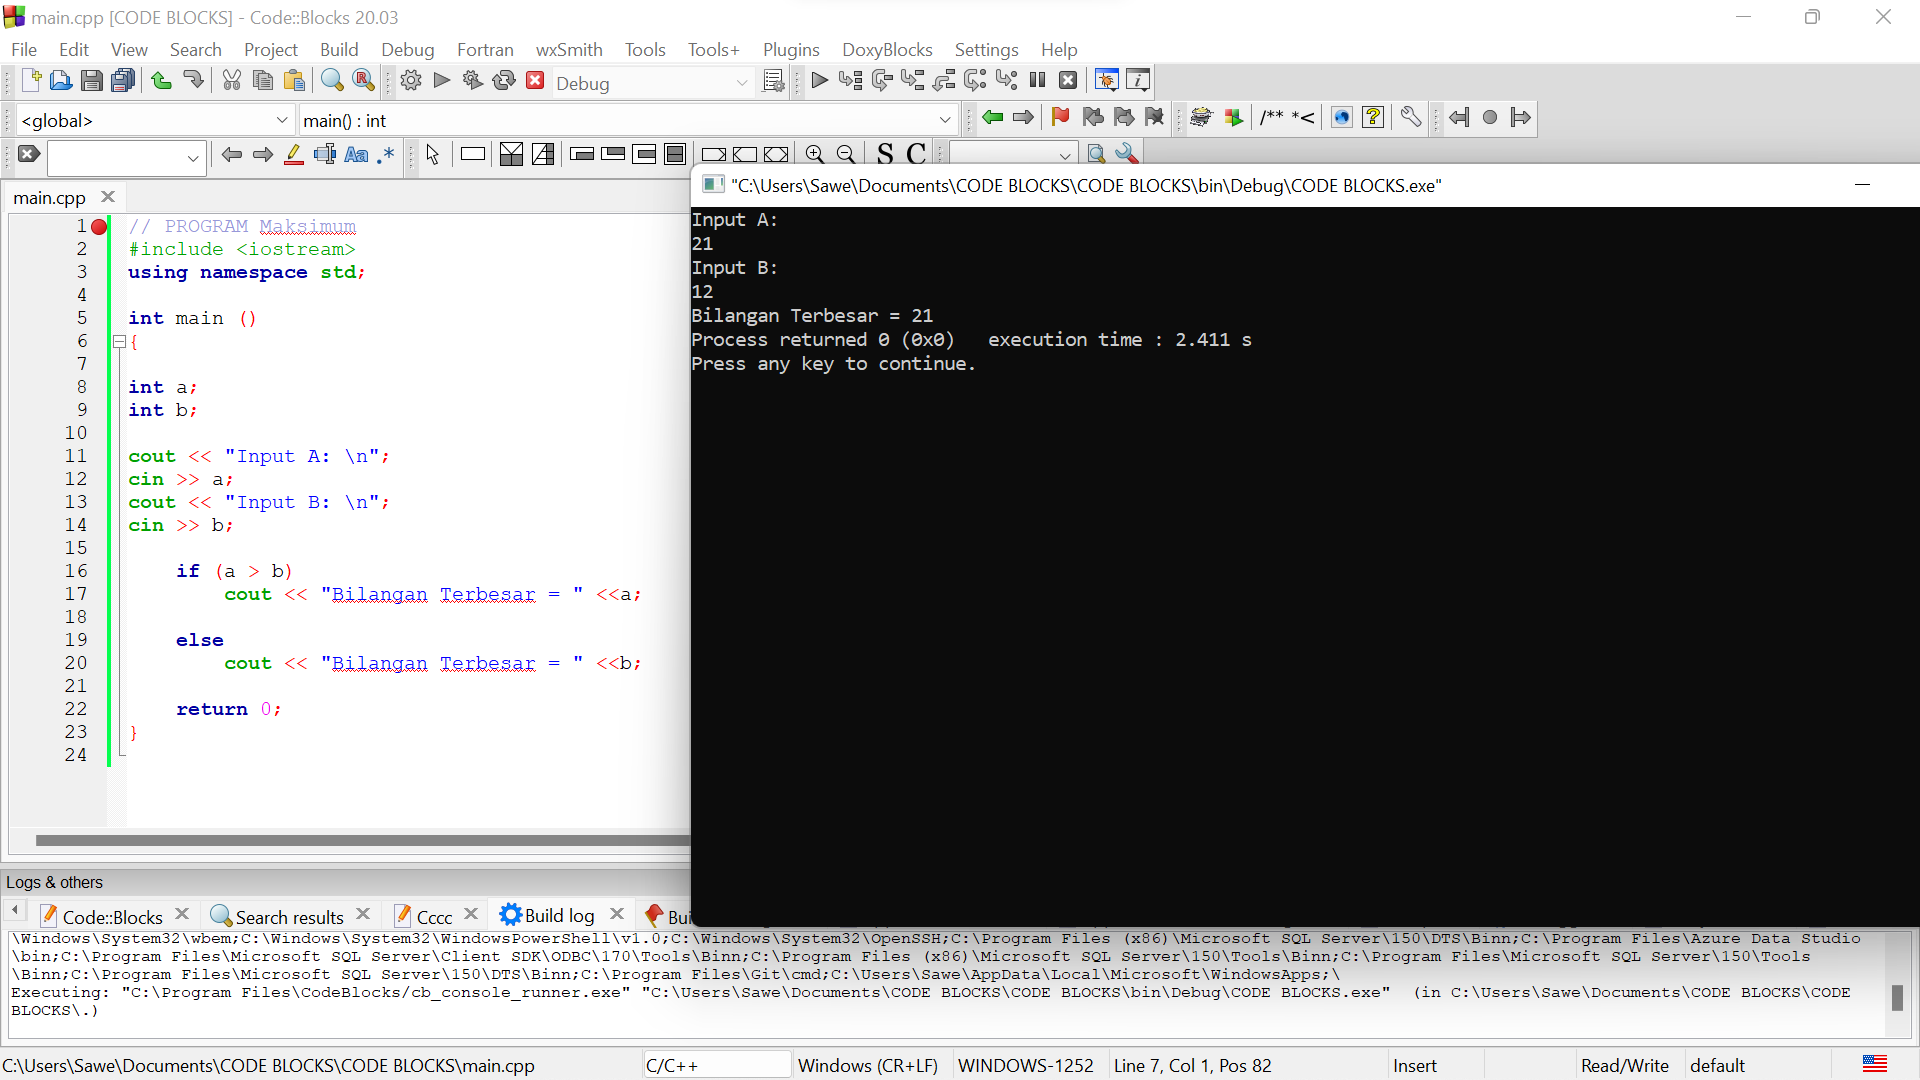 main.cpp [CODE BLOCKS] - Code::Blocks 20.03
File Edit View Search Project Build Debug Fortran wxSmith Tools Tools+ Plugins DoxyBlocks Settings Help
Debug
<global> main() : int
/** *<
Aa .* S C
main.cpp
"C:\Users\Sawe\Documents\CODE BLOCKS\CODE BLOCKS\bin\Debug\CODE BLOCKS.exe"
1 // PROGRAM Maksimum
2 #include <iostream>
3 using namespace std;
4
5 int main ()
6 {
7
8 int a;
9 int b;
10
11 cout << "Input A: \n";
12 cin >> a;
13 cout << "Input B: \n";
14 cin >> b;
15
16 if (a > b)
17 cout << "Bilangan Terbesar = " <<a;
18
19 else
20 cout << "Bilangan Terbesar = " <<b;
21
22 return 0;
23 }
24
Input A:
21
Input B:
12
Bilangan Terbesar = 21
Process returned 0 (0x0)   execution time : 2.411 s
Press any key to continue.
Logs & others
Code::Blocks Search results Cccc Build log Bui
\Windows\System32\wbem;C:\Windows\System32\WindowsPowerShell\v1.0;C:\Windows\System32\OpenSSH;C:\Program Files (x86)\Microsoft SQL Server\150\DTS\Binn;C:\Program Files\Azure Data Studio
\bin;C:\Program Files\Microsoft SQL Server\Client SDK\ODBC\170\Tools\Binn;C:\Program Files (x86)\Microsoft SQL Server\150\Tools\Binn;C:\Program Files\Microsoft SQL Server\150\Tools
\Binn;C:\Program Files\Microsoft SQL Server\150\DTS\Binn;C:\Program Files\Git\cmd;C:\Users\Sawe\AppData\Local\Microsoft\WindowsApps;\
Executing: "C:\Program Files\CodeBlocks/cb_console_runner.exe" "C:\Users\Sawe\Documents\CODE BLOCKS\CODE BLOCKS\bin\Debug\CODE BLOCKS.exe"  (in C:\Users\Sawe\Documents\CODE BLOCKS\CODE
BLOCKS\.)
C:\Users\Sawe\Documents\CODE BLOCKS\CODE BLOCKS\main.cpp C/C++ Windows (CR+LF) WINDOWS-1252 Line 7, Col 1, Pos 82 Insert Read/Write default